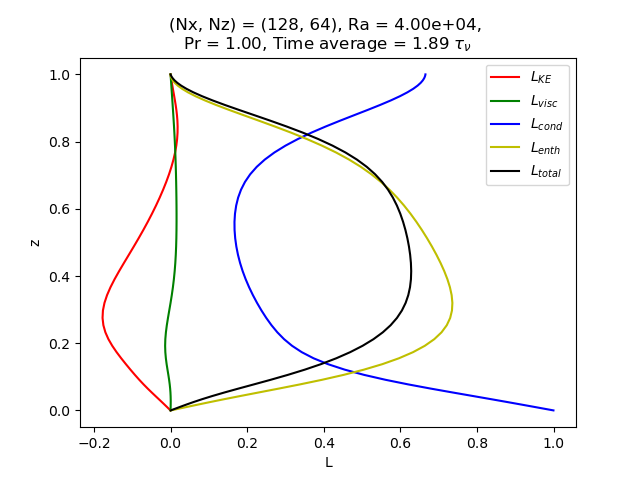 (Nx, Nz) = (128, 64), Ra = 4.00e+04,
Pr = 1.00, Time average = 1.89 τ_ν
1.0
0.8
0.6
0.4
0.2
0.0
z
−0.2 0.0 0.2 0.4 0.6 0.8 1.0
L
L_KE
L_visc
L_cond
L_enth
L_total